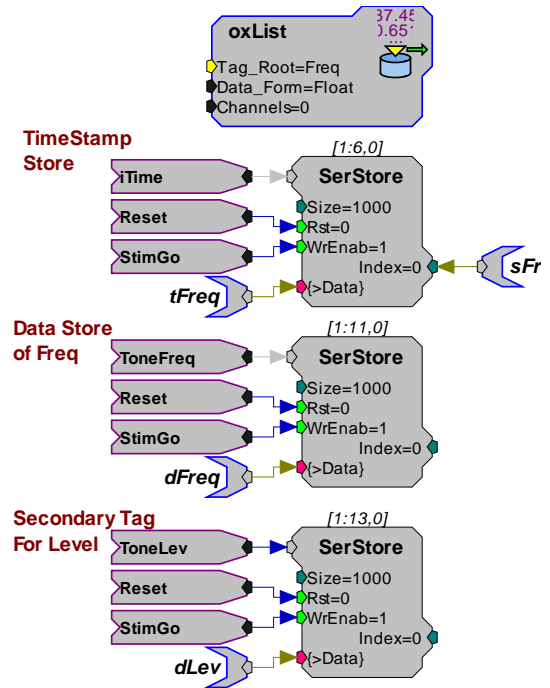 37.45
0.651
...
oxList
Tag_Root=Freq
Data_Form=Float
Channels=0
TimeStamp
Store
[1:6,0]
iTime
SerStore
Size=1000
Reset
Rst=0
StimGo
WrEnab=1
Index=0
sFr
tFreq
{>Data}
Data Store
of Freq
[1:11,0]
ToneFreq
SerStore
Size=1000
Reset
Rst=0
StimGo
WrEnab=1
Index=0
dFreq
{>Data}
Secondary Tag
For Level
[1:13,0]
ToneLev
SerStore
Size=1000
Reset
Rst=0
StimGo
WrEnab=1
Index=0
dLev
{>Data}